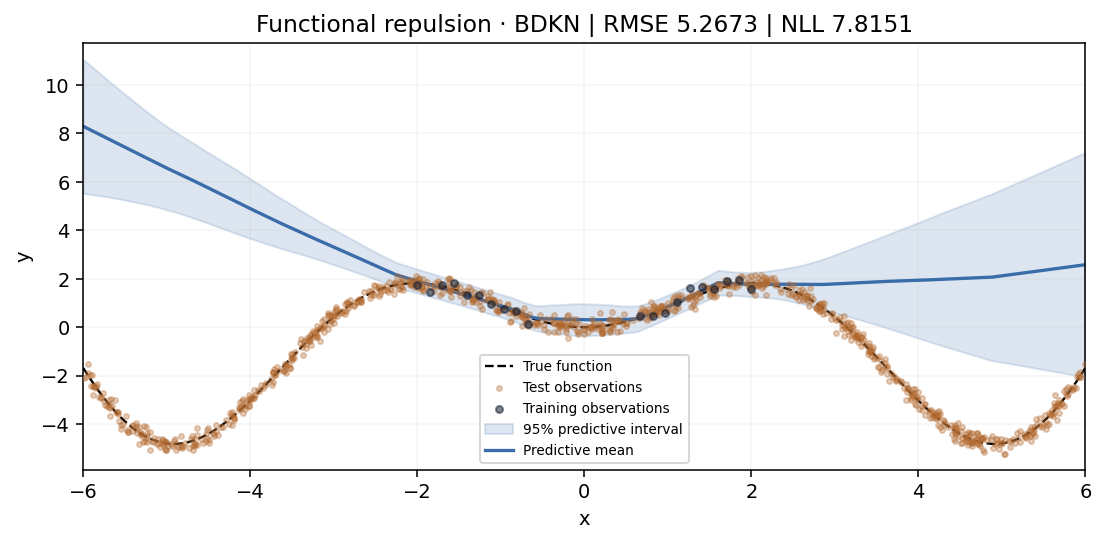 Functional repulsion · BDKN | RMSE 5.2673 | NLL 7.8151
10
8
6
4
2
0
−2
−4
y
True function
Test observations
Training observations
95% predictive interval
Predictive mean
−6 −4 −2 0 2 4 6
x